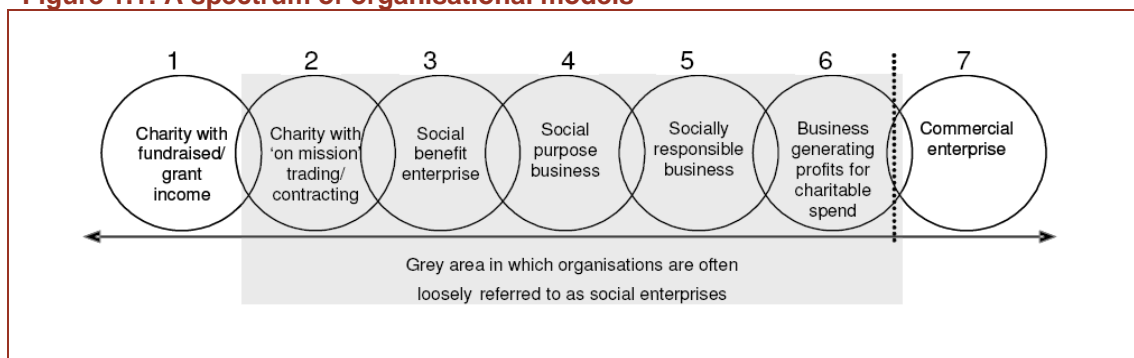 Figure 1.1: A spectrum of organisational models
1
2
3
4
5
6
7
Charity with
fundraised/
grant
income
Charity with
'on mission'
trading/
contracting
Social
benefit
enterprise
Social
purpose
business
Socially
responsible
business
Business
generating
profits for
charitable
spend
Commercial
enterprise
Grey area in which organisations are often
loosely referred to as social enterprises